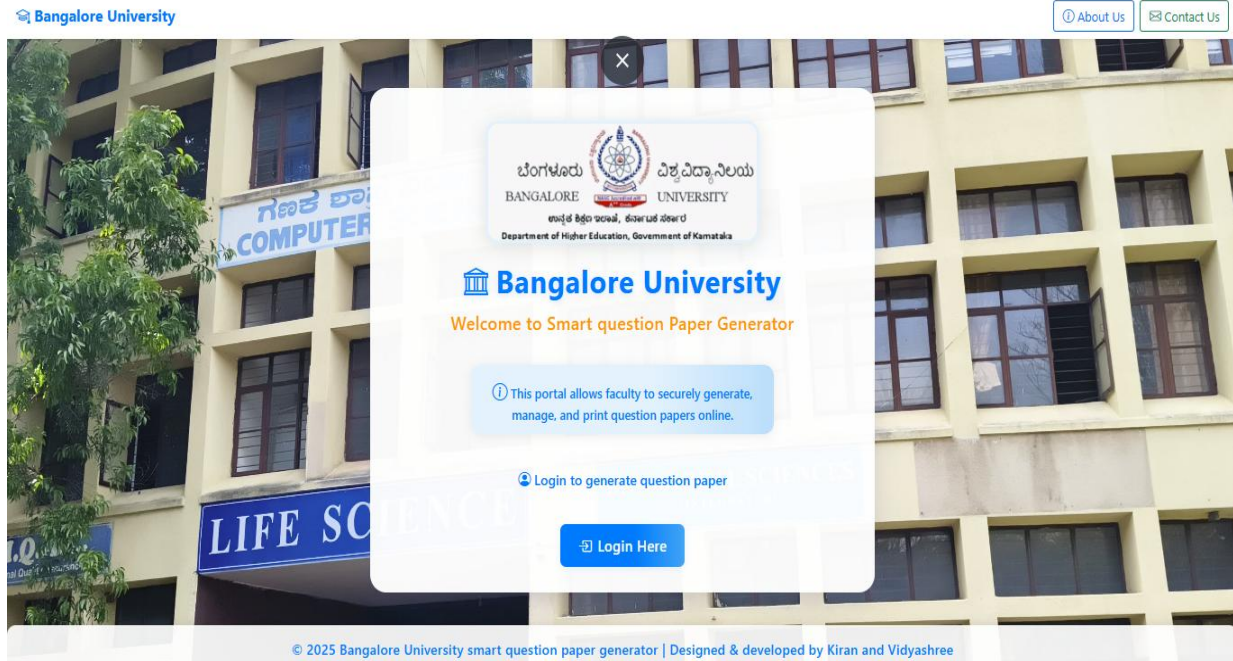 Bangalore University
About Us
Contact Us
ಬೆಂಗಳೂರು ವಿಶ್ವವಿದ್ಯಾನಿಲಯ
BANGALORE UNIVERSITY
ಉನ್ನತ ಶಿಕ್ಷಣ ಇಲಾಖೆ, ಕರ್ನಾಟಕ ಸರ್ಕಾರ
Department of Higher Education, Government of Karnataka
ಗಣಕ
COMPUTER
Bangalore University
Welcome to Smart question Paper Generator
This portal allows faculty to securely generate,
manage, and print question papers online.
Login to generate question paper
LIFE SCIENCE
Login Here
© 2025 Bangalore University smart question paper generator | Designed & developed by Kiran and Vidyashree